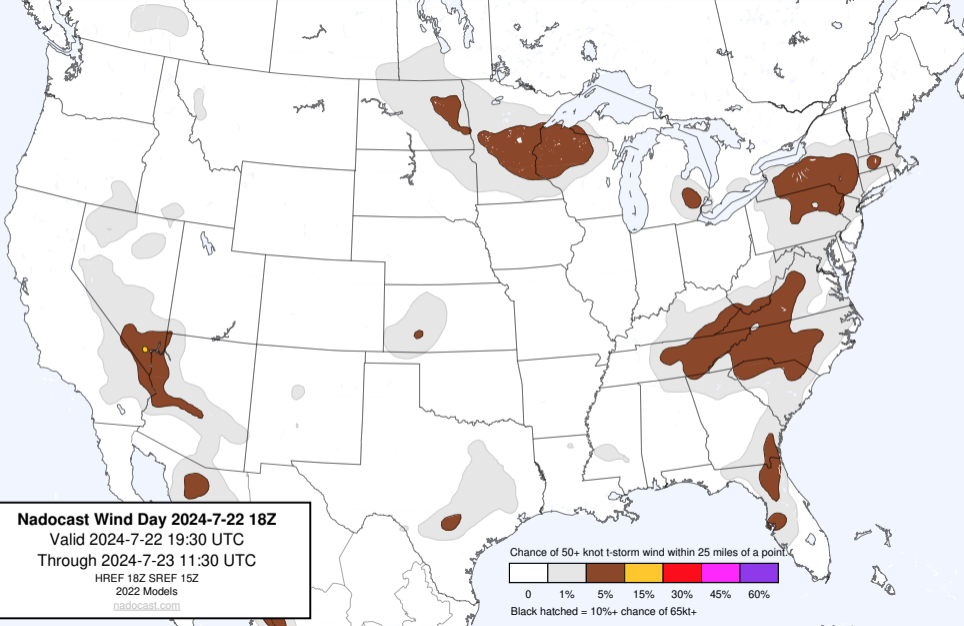 Nadocast Wind Day 2024-7-22 18Z
Valid 2024-7-22 19:30 UTC
Through 2024-7-23 11:30 UTC
HREF 18Z SREF 15Z
2022 Models
nadocast.com
Chance of 50+ knot t-storm wind within 25 miles of a point.
0 1% 5% 15% 30% 45% 60%
Black hatched = 10%+ chance of 65kt+